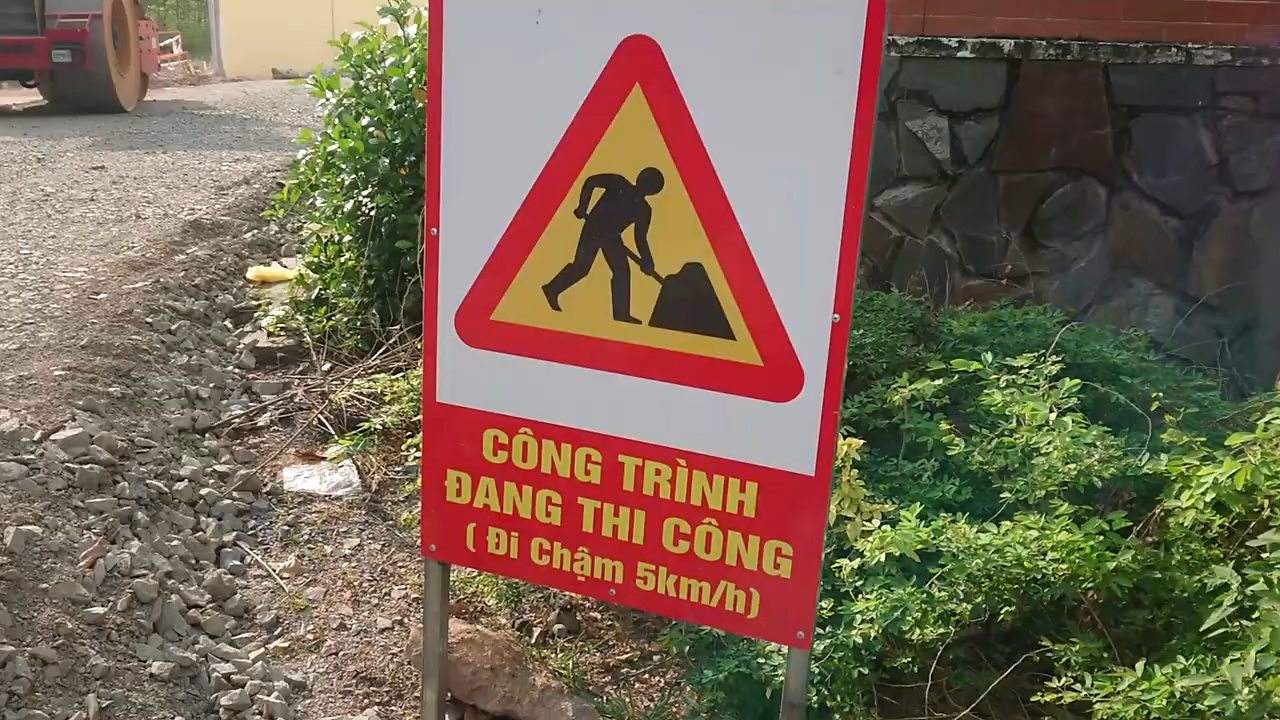 CÔNG TRÌNH
ĐANG THI CÔNG
( Đi Chậm 5km/h)